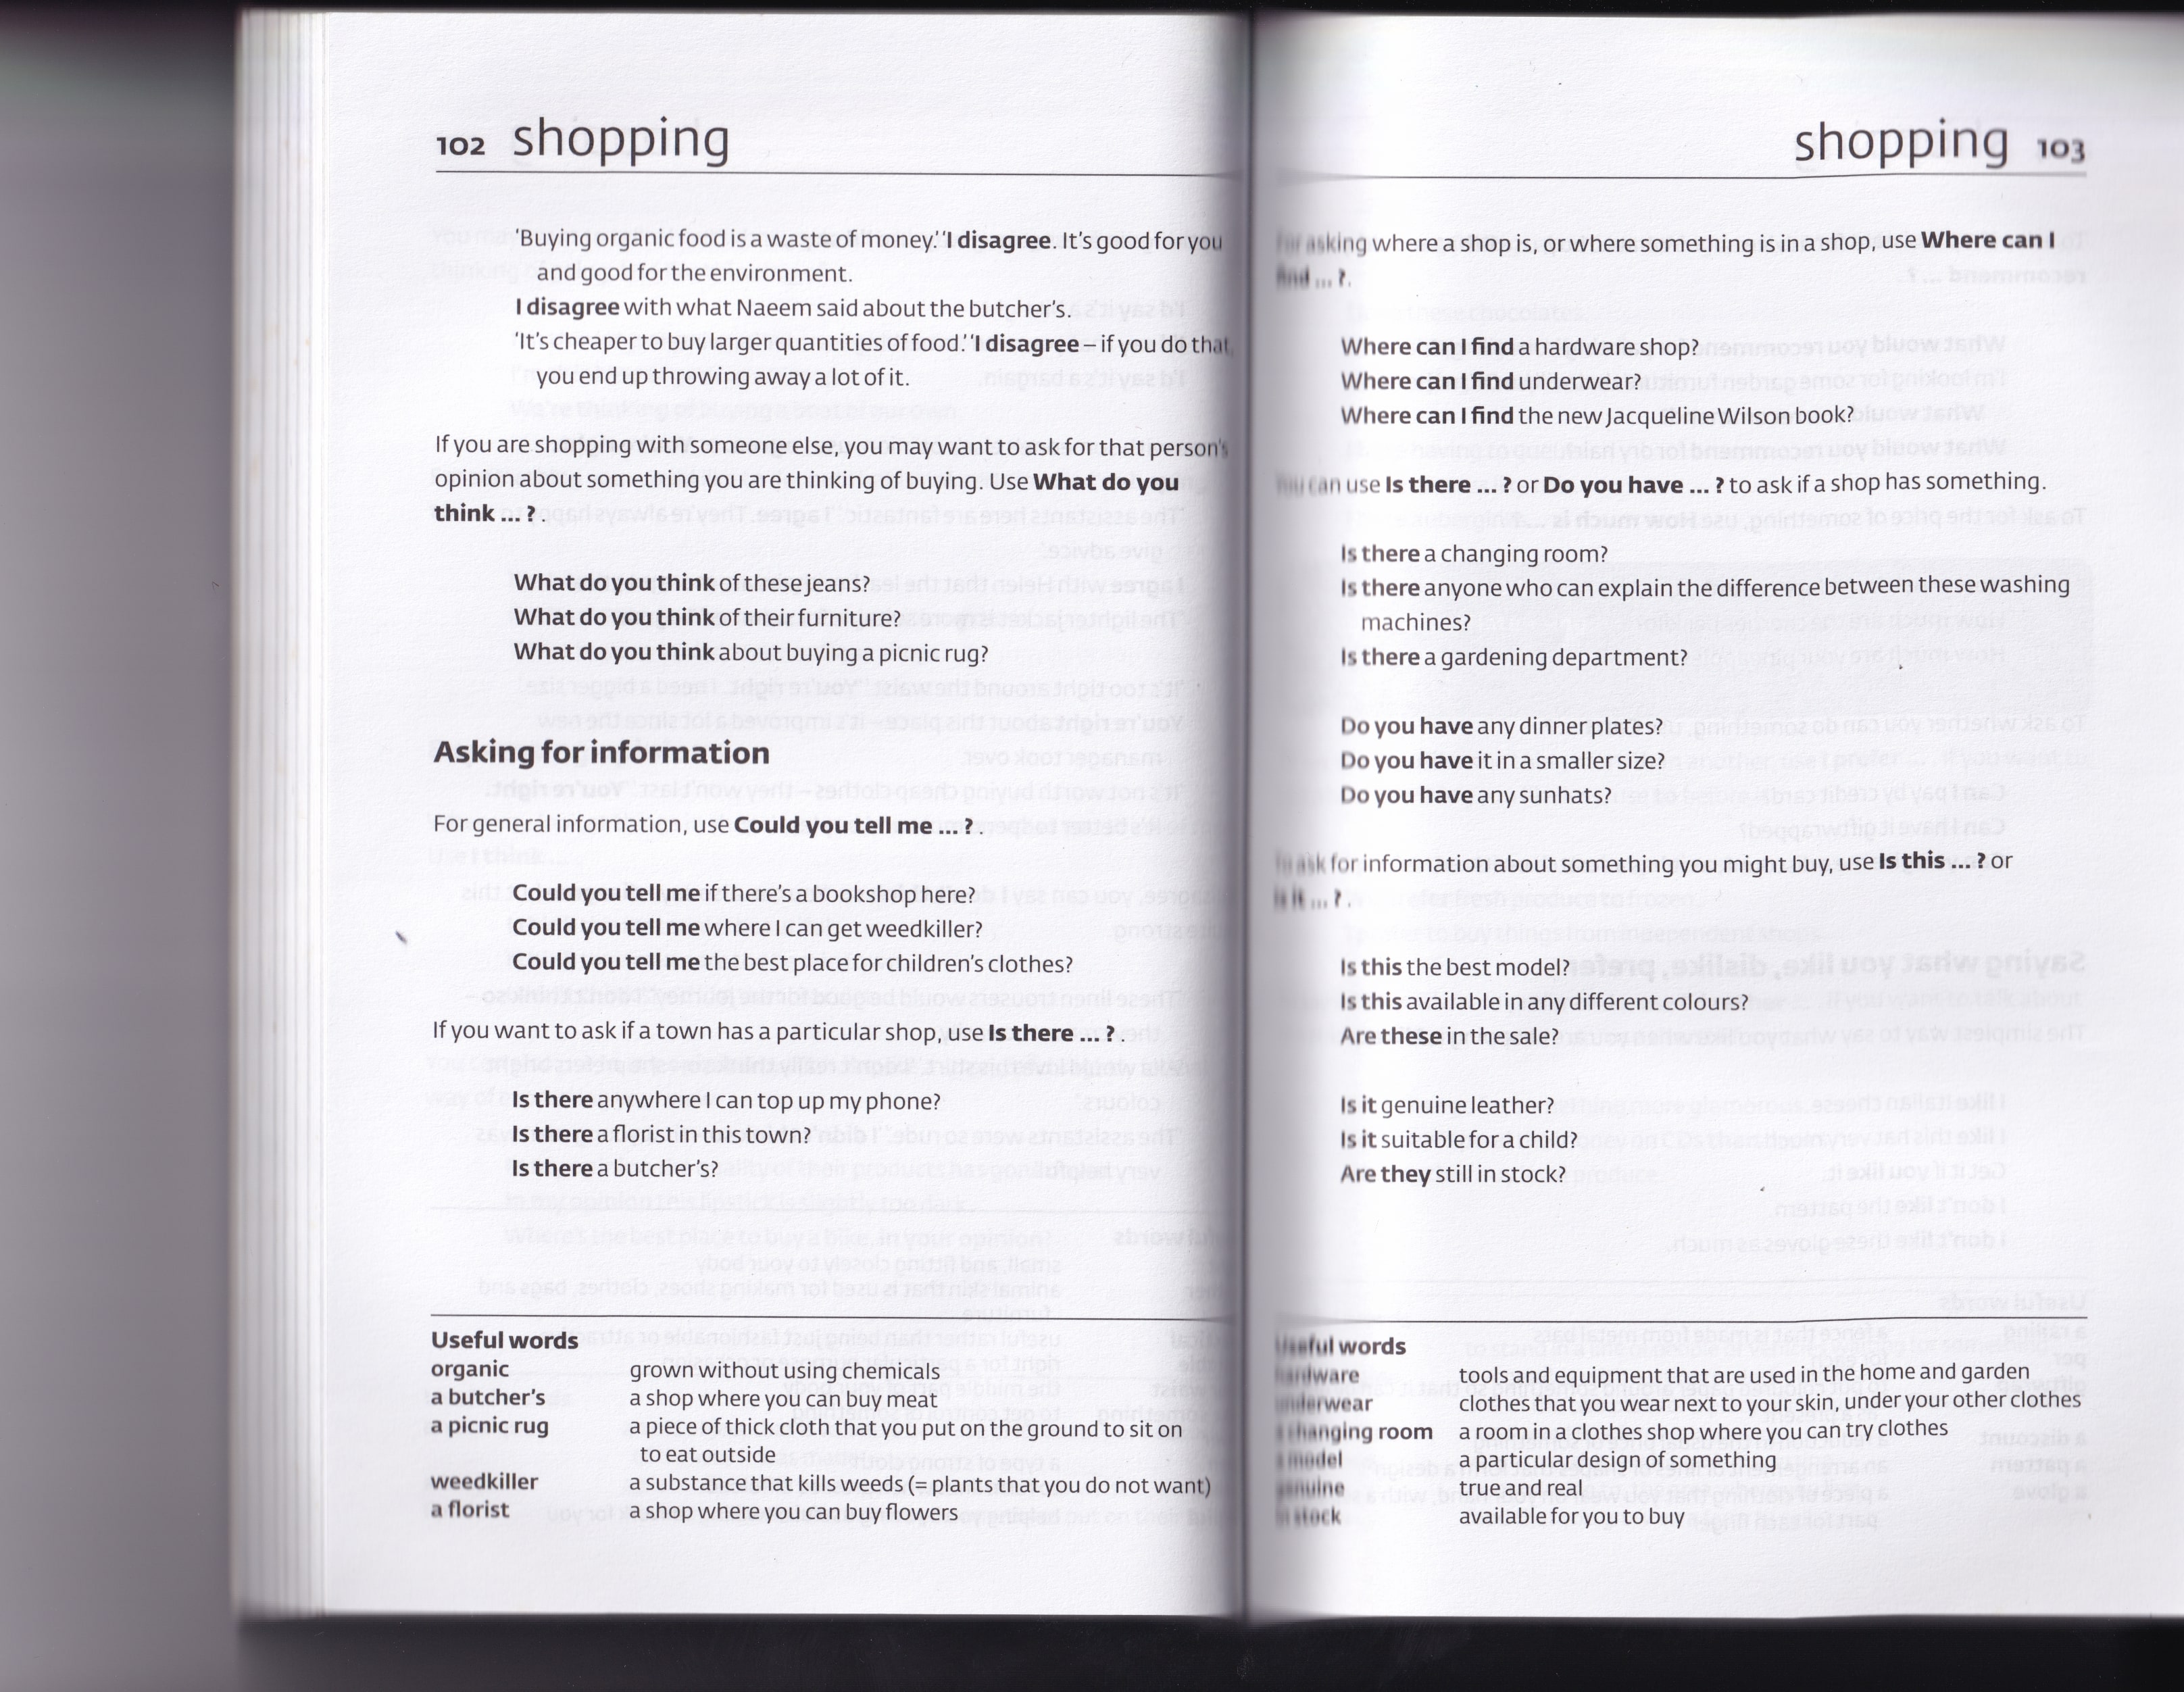 102 shopping
'Buying organic food is a waste of money.' 'I disagree. It's good for you
and good for the environment.
I disagree with what Naeem said about the butcher's.
'It's cheaper to buy larger quantities of food.' 'I disagree – if you do that,
you end up throwing away a lot of it.
If you are shopping with someone else, you may want to ask for that person's
opinion about something you are thinking of buying. Use What do you
think ... ? .
What do you think of these jeans?
What do you think of their furniture?
What do you think about buying a picnic rug?
Asking for information
For general information, use Could you tell me ... ? .
Could you tell me if there's a bookshop here?
Could you tell me where I can get weedkiller?
Could you tell me the best place for children's clothes?
If you want to ask if a town has a particular shop, use Is there ... ? .
Is there anywhere I can top up my phone?
Is there a florist in this town?
Is there a butcher's?
Useful words
organic grown without using chemicals
a butcher's a shop where you can buy meat
a picnic rug a piece of thick cloth that you put on the ground to sit on
to eat outside
weedkiller a substance that kills weeds (= plants that you do not want)
a florist a shop where you can buy flowers
shopping 103
For asking where a shop is, or where something is in a shop, use Where can I
find ... ?.
Where can I find a hardware shop?
Where can I find underwear?
Where can I find the new Jacqueline Wilson book?
You can use Is there ... ? or Do you have ... ? to ask if a shop has something.
Is there a changing room?
Is there anyone who can explain the difference between these washing
machines?
Is there a gardening department?
Do you have any dinner plates?
Do you have it in a smaller size?
Do you have any sunhats?
To ask for information about something you might buy, use Is this ... ? or
Is it ... ?.
Is this the best model?
Is this available in any different colours?
Are these in the sale?
Is it genuine leather?
Is it suitable for a child?
Are they still in stock?
Useful words
hardware tools and equipment that are used in the home and garden
underwear clothes that you wear next to your skin, under your other clothes
a changing room a room in a clothes shop where you can try clothes
a model a particular design of something
genuine true and real
in stock available for you to buy